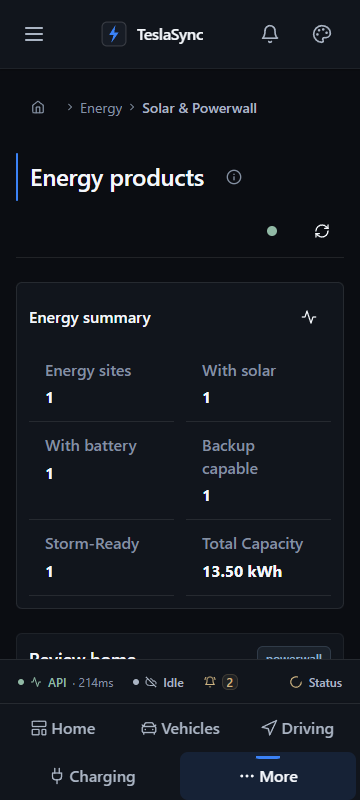 TeslaSync
Energy
Solar & Powerwall
Energy products
Energy summary
Energy sites
1
With solar
1
With battery
1
Backup
capable
1
Storm-Ready
1
Total Capacity
13.50 kWh
Review home
powerwall
API · 214ms
Idle
2
Status
Home
Vehicles
Driving
Charging
More